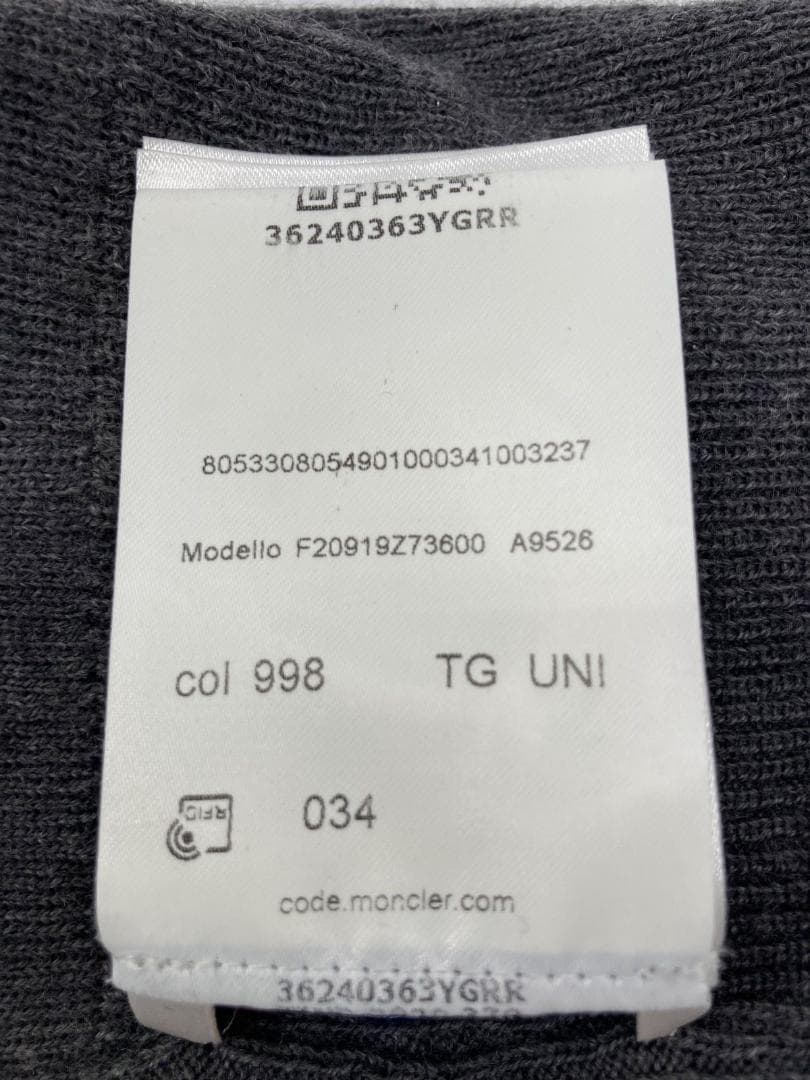 36240363YGRR
8053308054901000341003237
Modello F20919Z73600 A9526
col 998 TG UNI
RFID 034
code.moncler.com
36240363YGRR